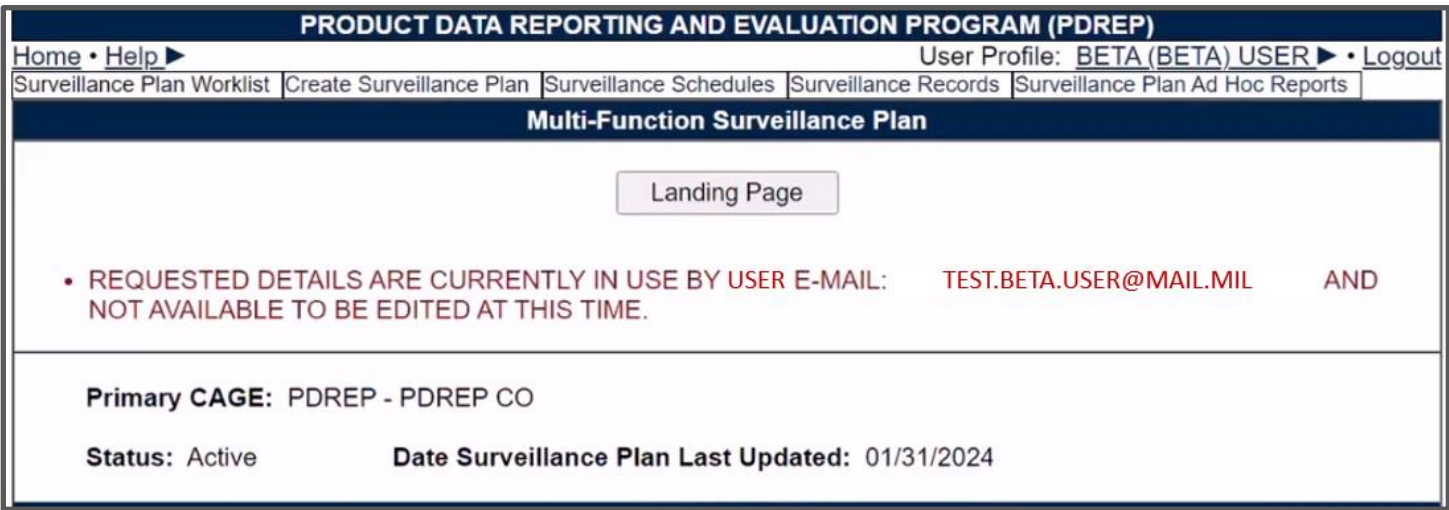 PRODUCT DATA REPORTING AND EVALUATION PROGRAM (PDREP)
Home • Help ▶ User Profile: BETA (BETA) USER ▶ • Logout
Surveillance Plan Worklist Create Surveillance Plan Surveillance Schedules Surveillance Records Surveillance Plan Ad Hoc Reports
Multi-Function Surveillance Plan
Landing Page
• REQUESTED DETAILS ARE CURRENTLY IN USE BY USER E-MAIL: TEST.BETA.USER@MAIL.MIL AND
NOT AVAILABLE TO BE EDITED AT THIS TIME.
Primary CAGE: PDREP - PDREP CO
Status: Active Date Surveillance Plan Last Updated: 01/31/2024